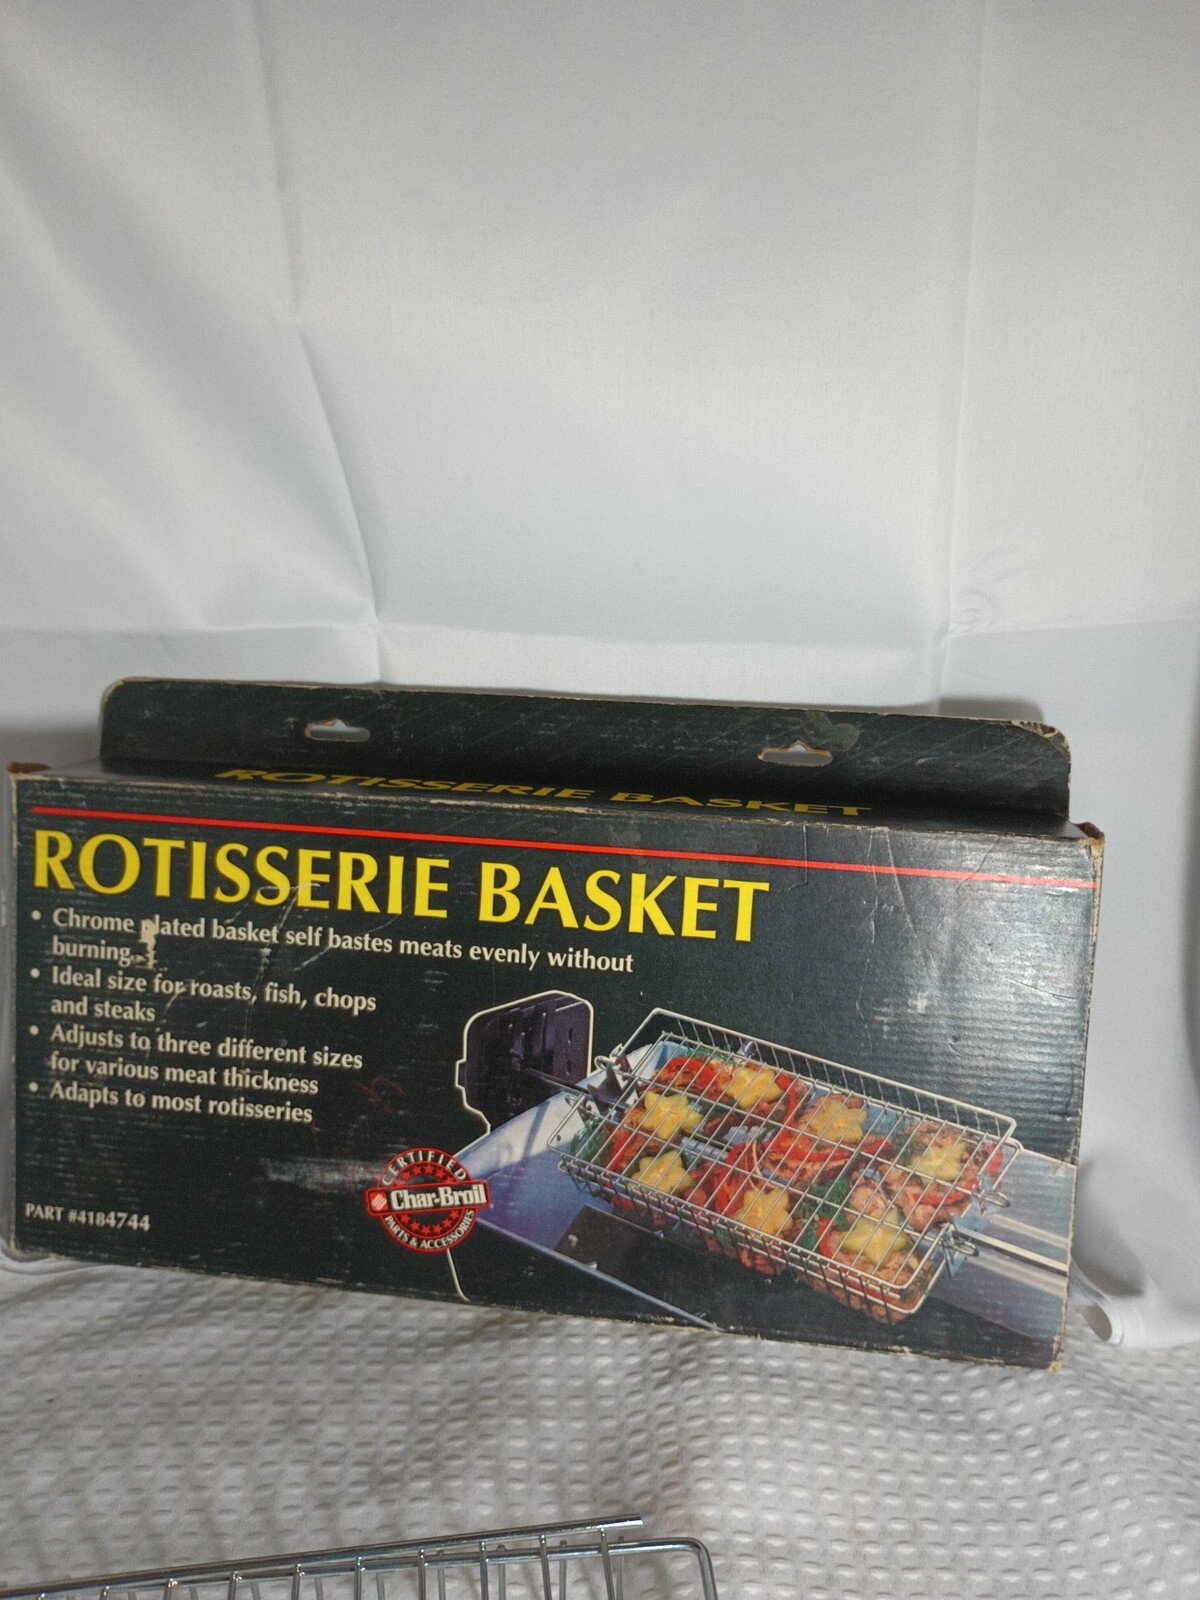 ROTISSERIE BASKET
ROTISSERIE BASKET
• Chrome plated basket self bastes meats evenly without
burning.
• Ideal size for roasts, fish, chops
and steaks
• Adjusts to three different sizes
for various meat thickness
• Adapts to most rotisseries
CERTIFIED
Char-Broil
PARTS & ACCESSORIES
PART #4184744